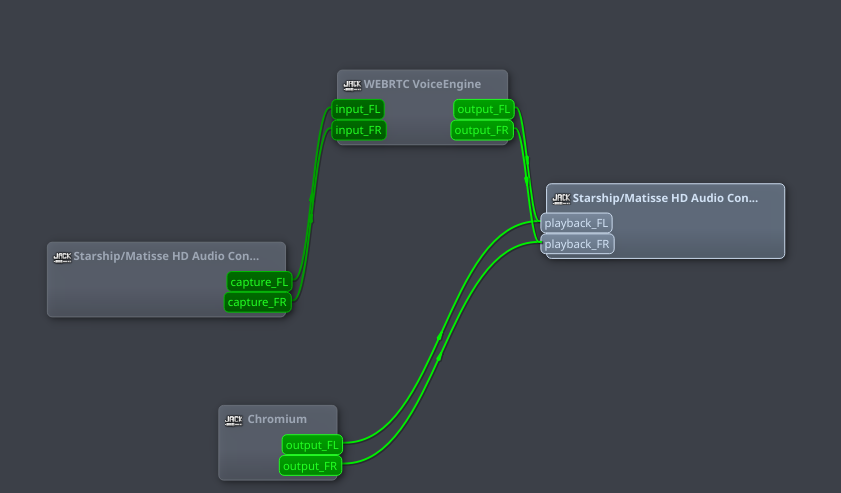 JACK WEBRTC VoiceEngine
input_FL output_FL
input_FR output_FR
JACK Starship/Matisse HD Audio Con...
playback_FL
playback_FR
JACK Starship/Matisse HD Audio Con...
capture_FL
capture_FR
JACK Chromium
output_FL
output_FR